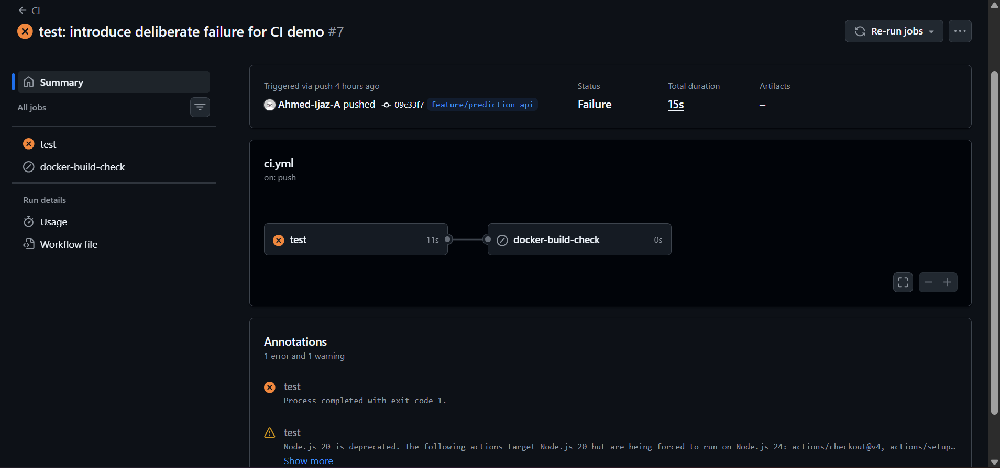 CI
test: introduce deliberate failure for CI demo #7
Re-run jobs
Summary
All jobs
test
docker-build-check
Run details
Usage
Workflow file
Triggered via push 4 hours ago
Ahmed-Ijaz-A pushed 09c33f7 feature/prediction-api
Status
Failure
Total duration
15s
Artifacts
–
ci.yml
on: push
test 11s
docker-build-check 0s
Annotations
1 error and 1 warning
test
Process completed with exit code 1.
test
Node.js 20 is deprecated. The following actions target Node.js 20 but are being forced to run on Node.js 24: actions/checkout@v4, actions/setup…
Show more